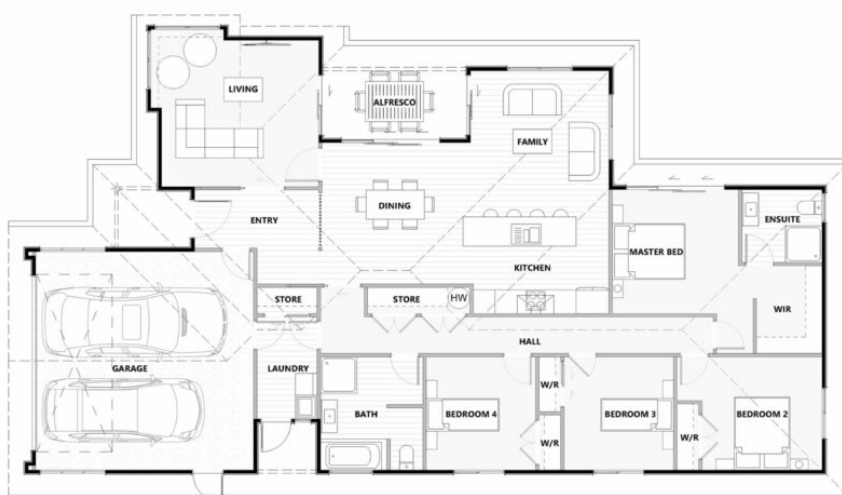 LIVING
ALFRESCO
FAMILY
DINING
ENTRY
ENSUITE
MASTER BED
KITCHEN
STORE
STORE
HW
WIR
HALL
GARAGE
LAUNDRY
W/R
BATH
BEDROOM 4
BEDROOM 3
BEDROOM 2
W/R
W/R